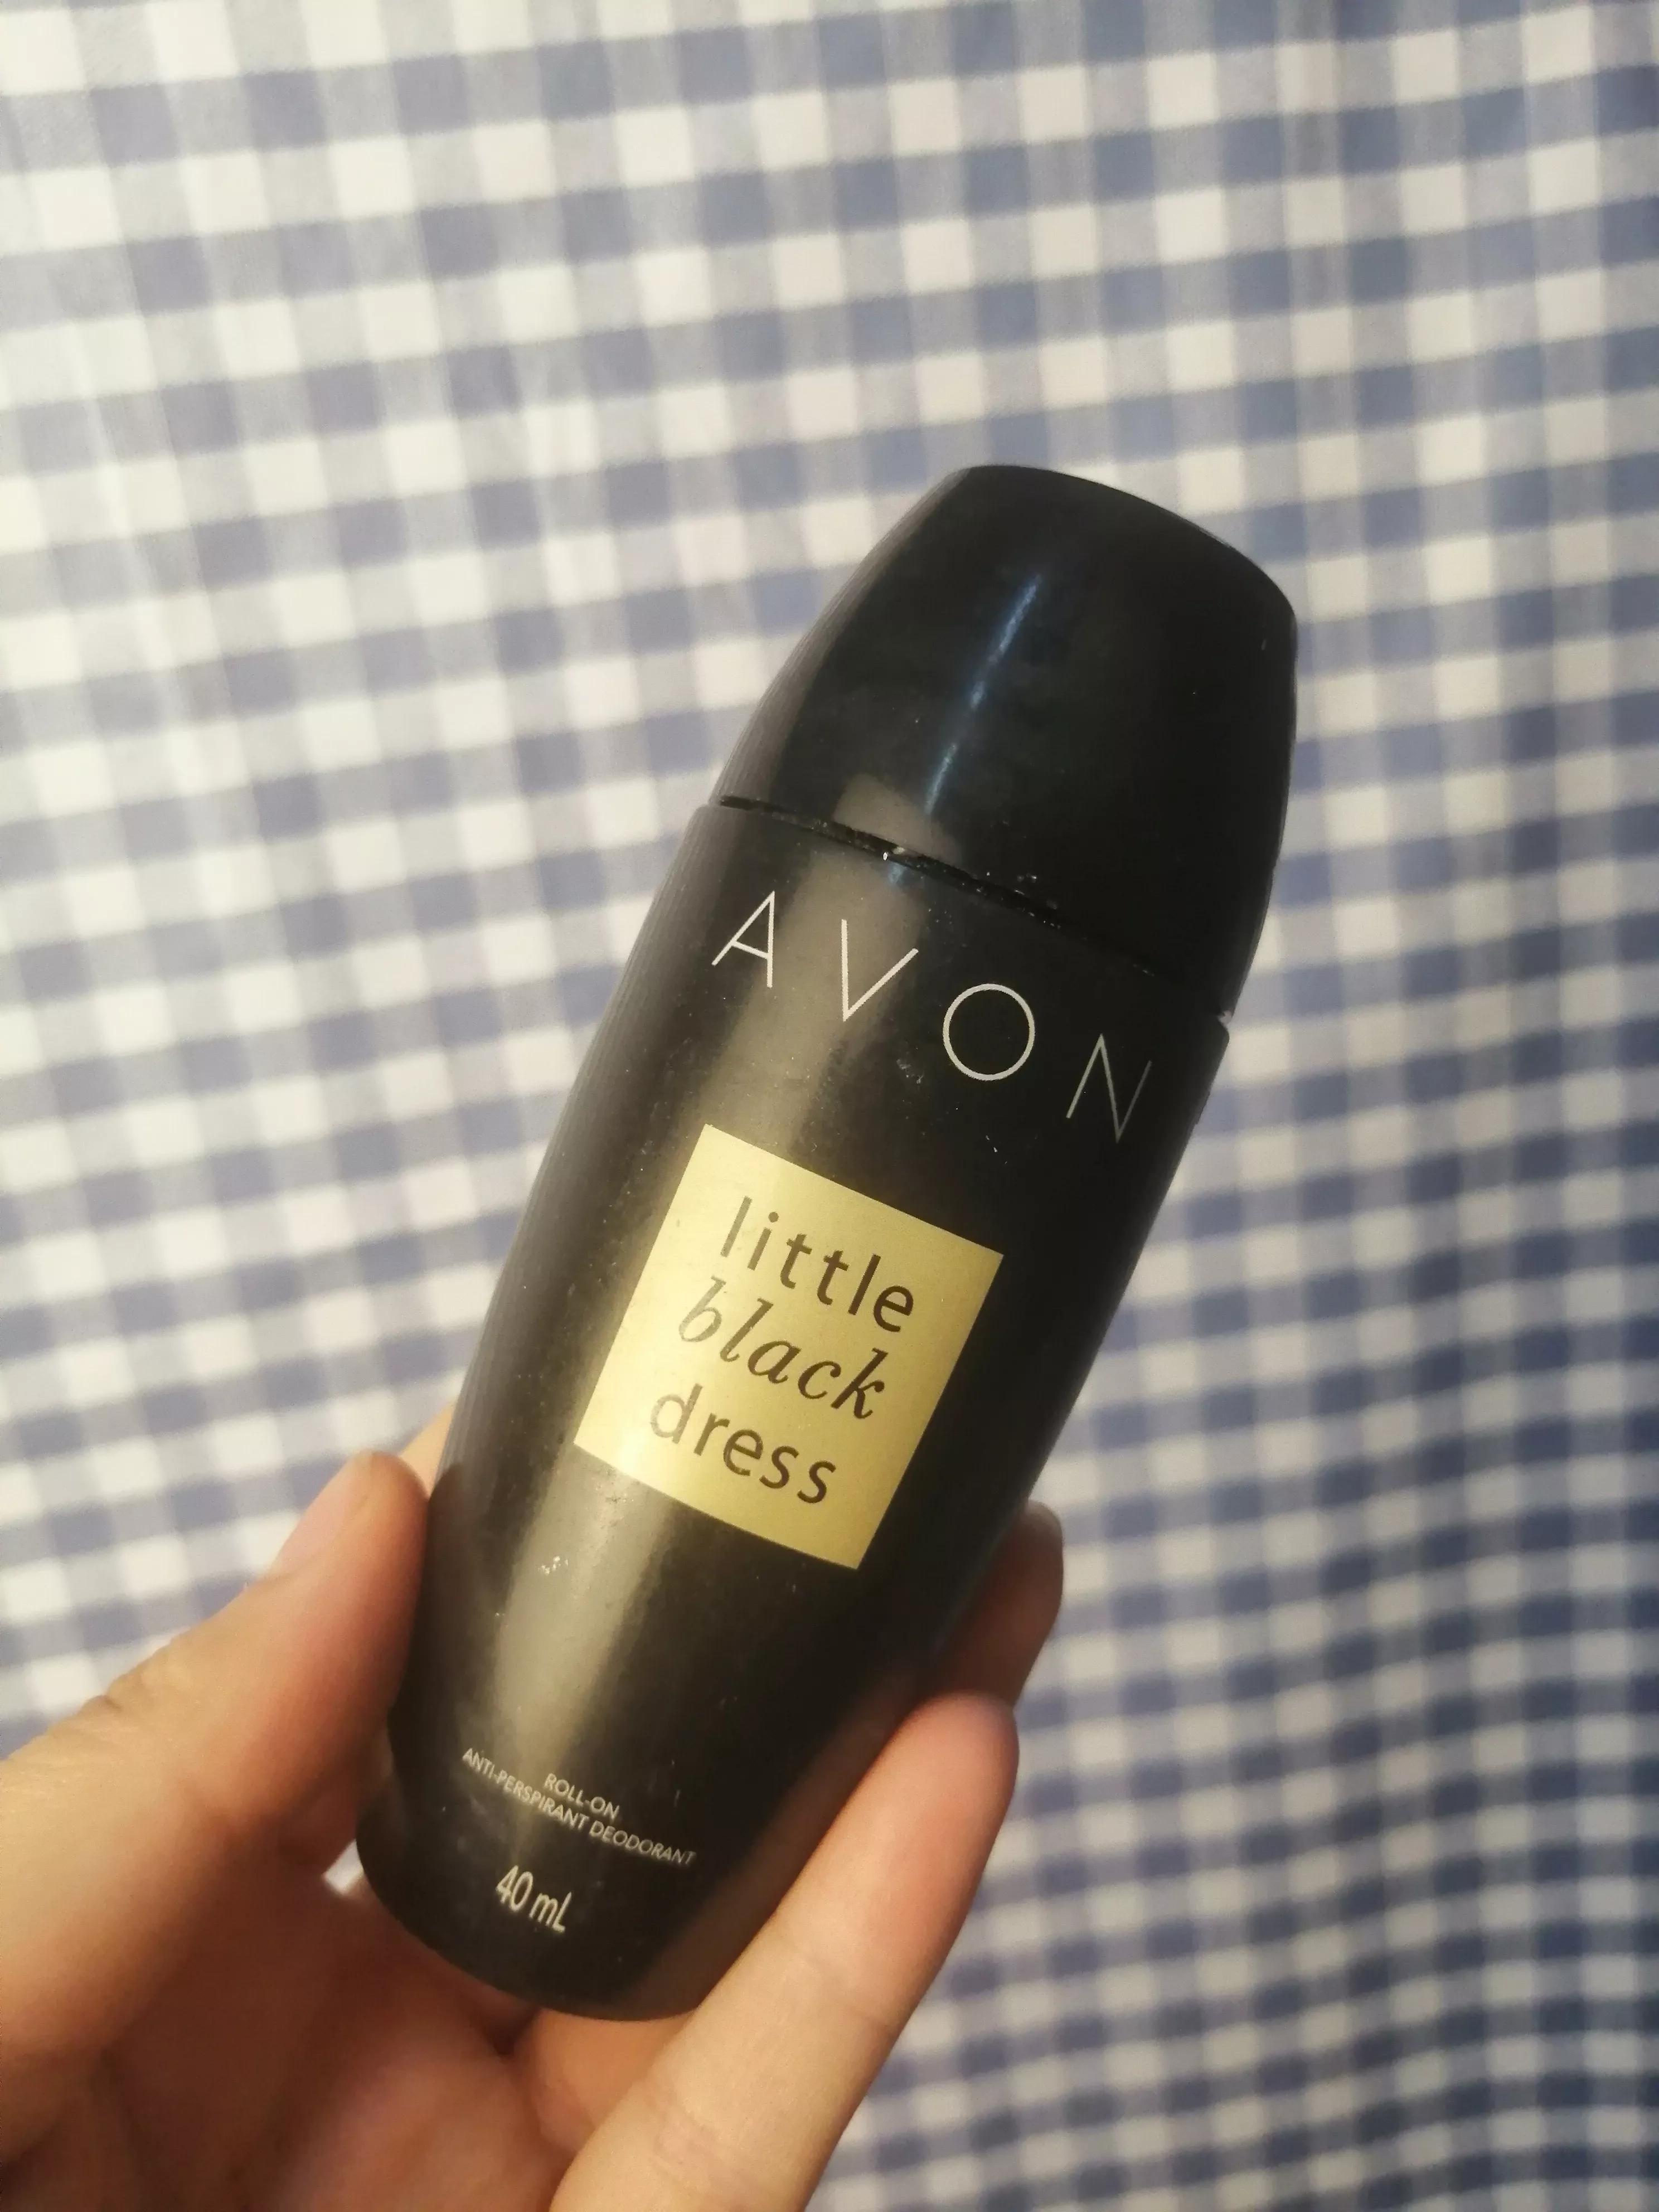 AVON
little
black
dress
ROLL-ON
ANTI-PERSPIRANT DEODORANT
40 mL